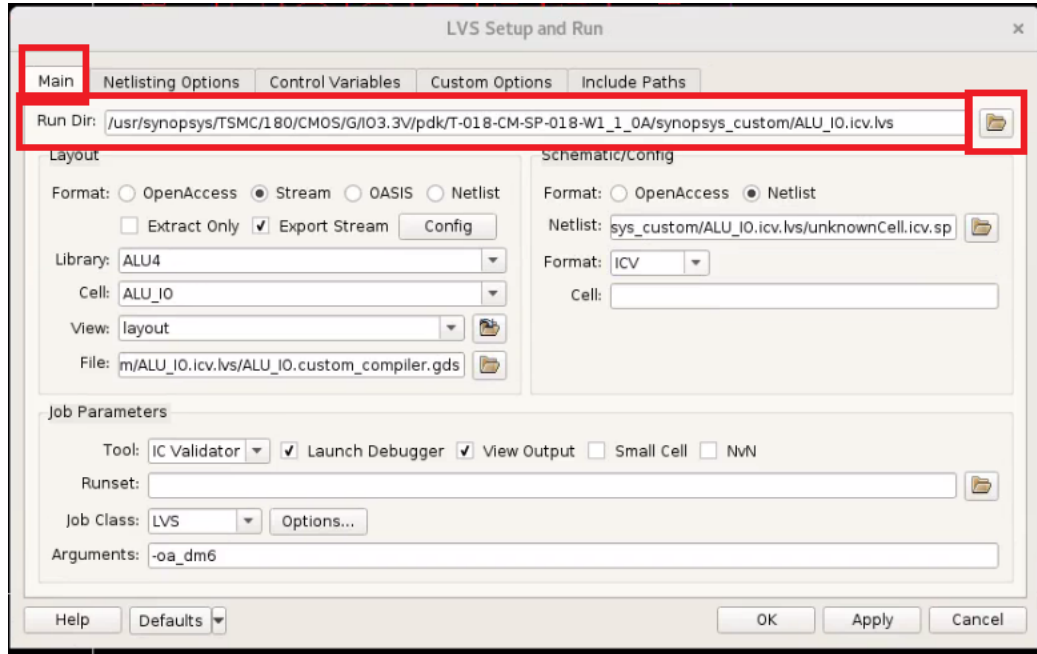 LVS Setup and Run
Main Netlisting Options Control Variables Custom Options Include Paths
Run Dir: /usr/synopsys/TSMC/180/CMOS/G/IO3.3V/pdk/T-018-CM-SP-018-W1_1_0A/synopsys_custom/ALU_IO.icv.lvs
Layout
Format: OpenAccess Stream OASIS Netlist
Extract Only Export Stream Config
Library: ALU4
Cell: ALU_IO
View: layout
File: m/ALU_IO.icv.lvs/ALU_IO.custom_compiler.gds
Schematic/Config
Format: OpenAccess Netlist
Netlist: sys_custom/ALU_IO.icv.lvs/unknownCell.icv.sp
Format: ICV
Cell:
Job Parameters
Tool: IC Validator Launch Debugger View Output Small Cell NvN
Runset:
Job Class: LVS Options...
Arguments: -oa_dm6
Help Defaults OK Apply Cancel